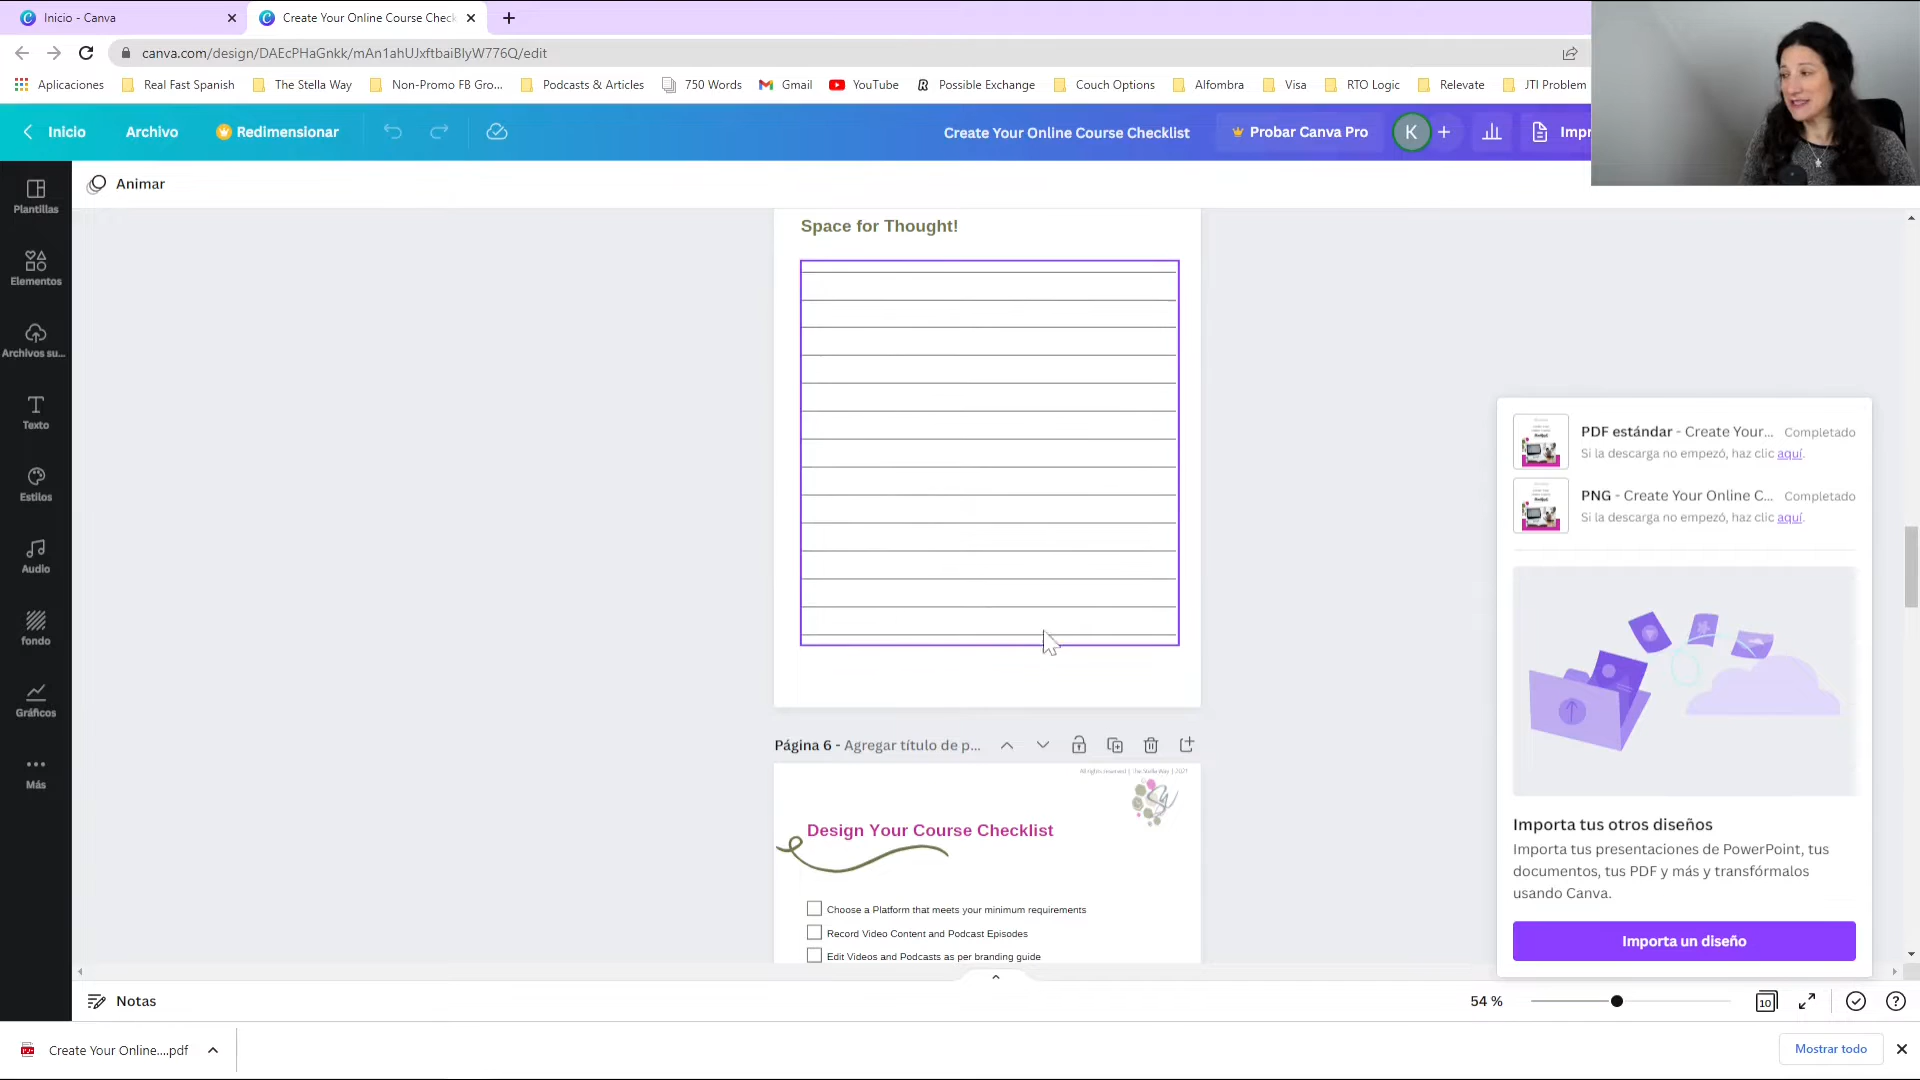 Inicio - Canva
Create Your Online Course Check
canva.com/design/DAEcPHaGnkk/mAn1ahUJxftbaiBlyW776Q/edit
Aplicaciones
Real Fast Spanish
The Stella Way
Non-Promo FB Gro...
Podcasts & Articles
750 Words
Gmail
YouTube
Possible Exchange
Couch Options
Alfombra
Visa
RTO Logic
Relevate
JTI Problem
Inicio
Archivo
Redimensionar
Create Your Online Course Checklist
Probar Canva Pro
K
Impr
Plantillas
Elementos
Archivos su...
Texto
Estilos
Audio
fondo
Gráficos
Más
Animar
Space for Thought!
Página 6 - Agregar título de p...
All rights reserved | The Stella Way | 2021
Design Your Course Checklist
Choose a Platform that meets your minimum requirements
Record Video Content and Podcast Episodes
Edit Videos and Podcasts as per branding guide
PDF estándar - Create Your... Completado
Si la descarga no empezó, haz clic aquí.
PNG - Create Your Online C... Completado
Si la descarga no empezó, haz clic aquí.
Importa tus otros diseños
Importa tus presentaciones de PowerPoint, tus
documentos, tus PDF y más y transfórmalos
usando Canva.
Importa un diseño
Notas
54 %
10
Create Your Online....pdf
Mostrar todo